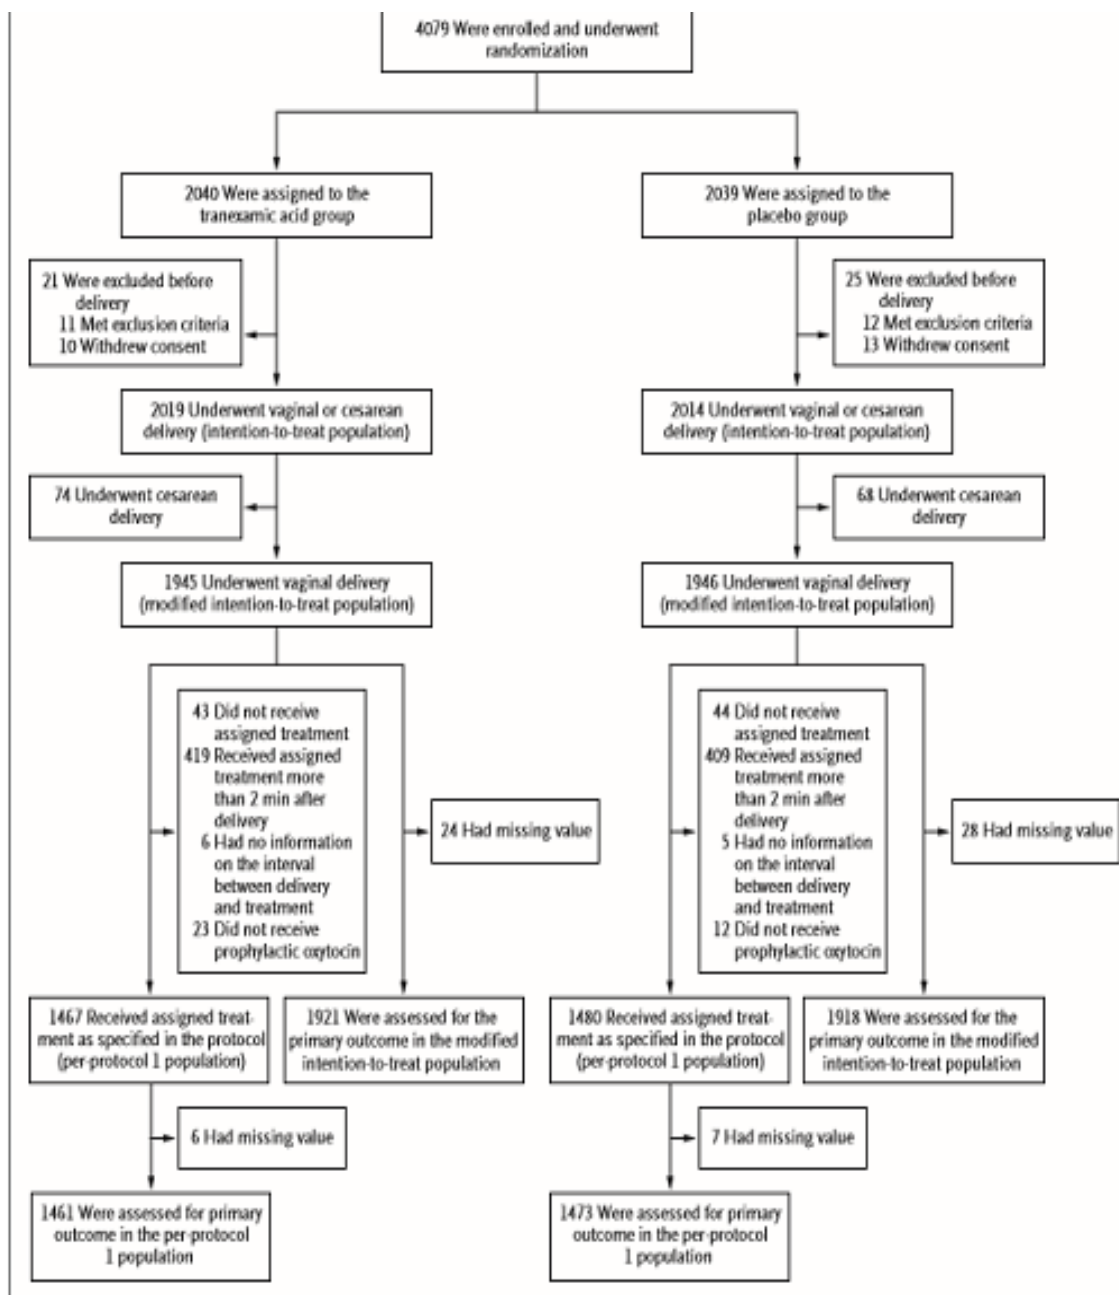 4079 Were enrolled and underwent
randomization
2040 Were assigned to the
tranexamic acid group
2039 Were assigned to the
placebo group
21 Were excluded before
delivery
11 Met exclusion criteria
10 Withdrew consent
25 Were excluded before
delivery
12 Met exclusion criteria
13 Withdrew consent
2019 Underwent vaginal or cesarean
delivery (intention-to-treat population)
2014 Underwent vaginal or cesarean
delivery (intention-to-treat population)
74 Underwent cesarean
delivery
68 Underwent cesarean
delivery
1945 Underwent vaginal delivery
(modified intention-to-treat population)
1946 Underwent vaginal delivery
(modified intention-to-treat population)
43 Did not receive
assigned treatment
419 Received assigned
treatment more
than 2 min after
delivery
6 Had no information
on the interval
between delivery
and treatment
23 Did not receive
prophylactic oxytocin
24 Had missing value
44 Did not receive
assigned treatment
409 Received assigned
treatment more
than 2 min after
delivery
5 Had no information
on the interval
between delivery
and treatment
12 Did not receive
prophylactic oxytocin
28 Had missing value
1467 Received assigned treat-
ment as specified in the protocol
(per-protocol 1 population)
1921 Were assessed for the
primary outcome in the modified
intention-to-treat population
1480 Received assigned treat-
ment as specified in the protocol
(per-protocol 1 population)
1918 Were assessed for the
primary outcome in the modified
intention-to-treat population
6 Had missing value
7 Had missing value
1461 Were assessed for primary
outcome in the per-protocol
1 population
1473 Were assessed for primary
outcome in the per-protocol
1 population